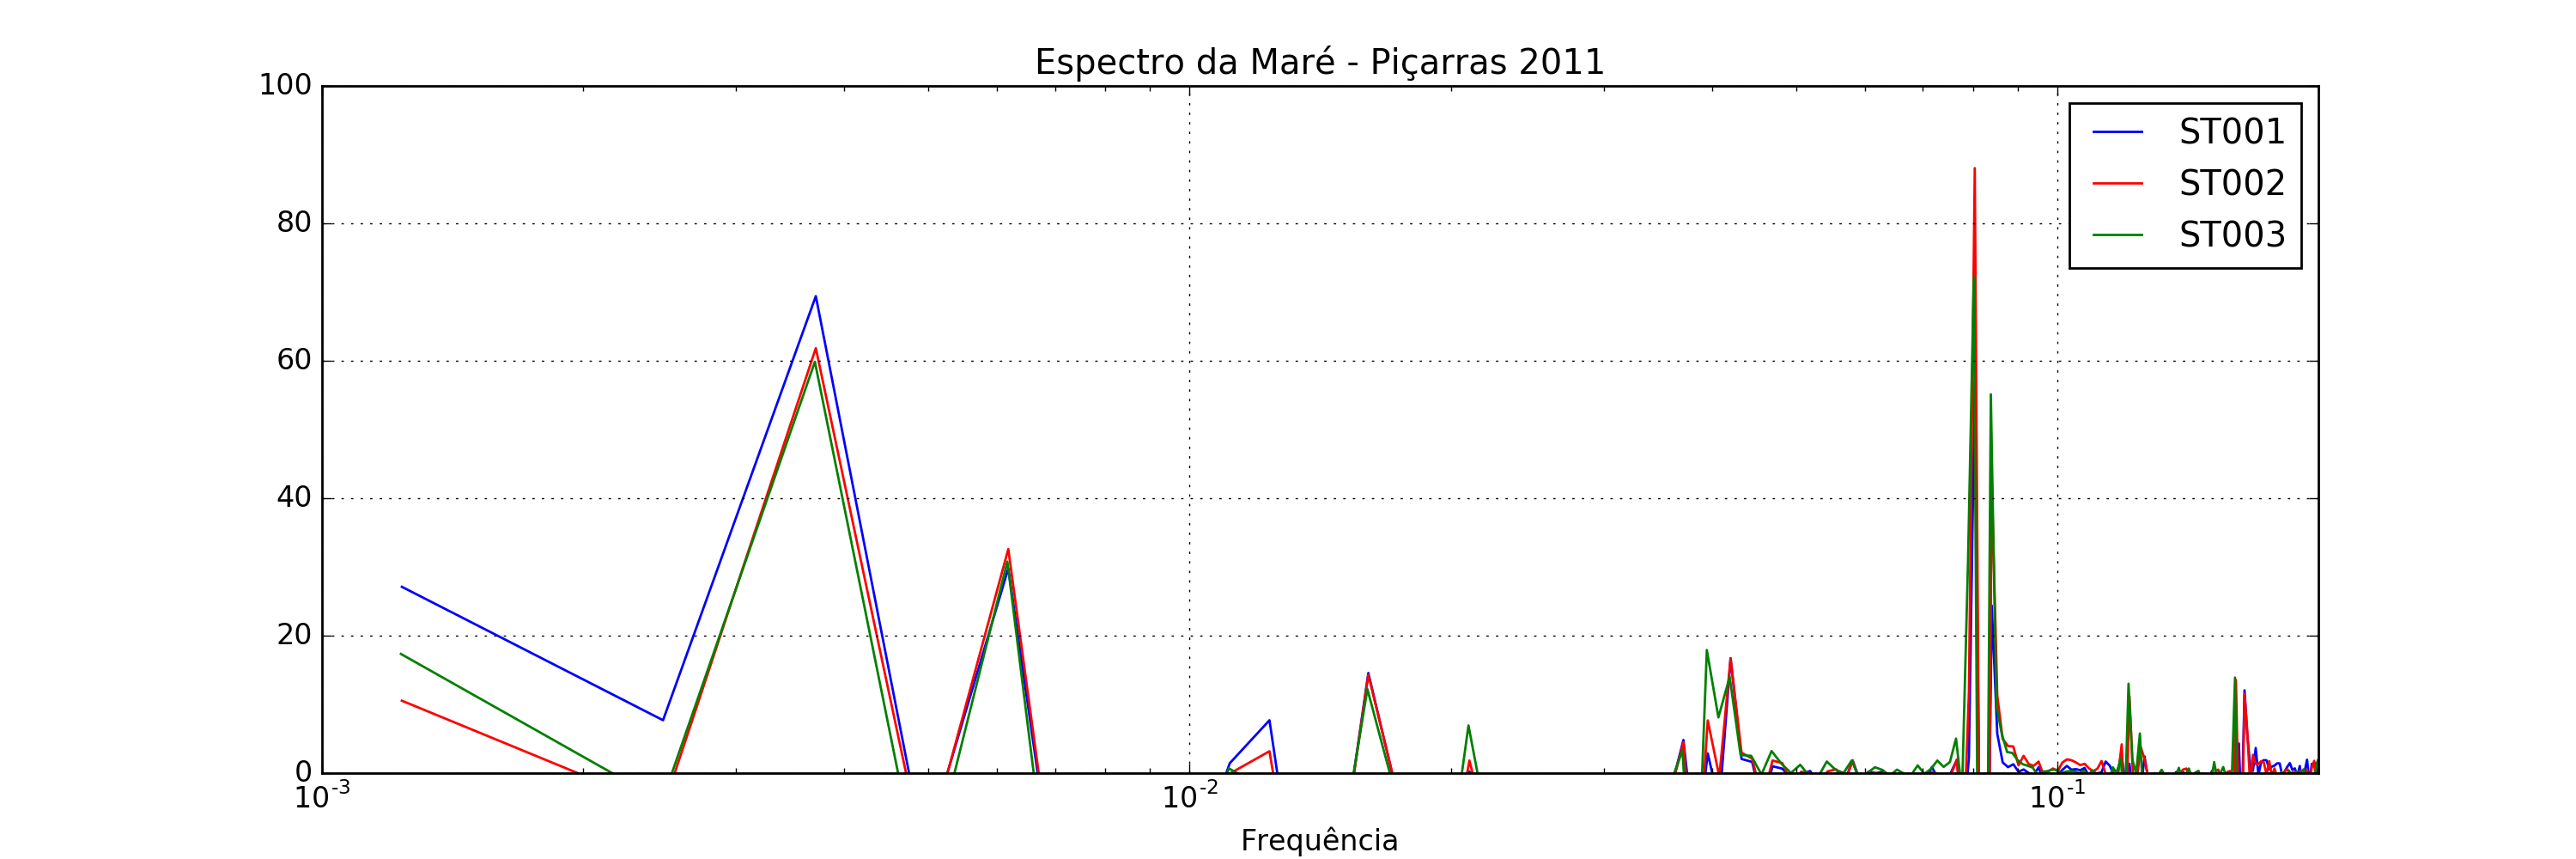 Espectro da Maré - Piçarras 2011
100
80
60
40
20
0
ST001
ST002
ST003
10^-3
10^-2
10^-1
Frequência